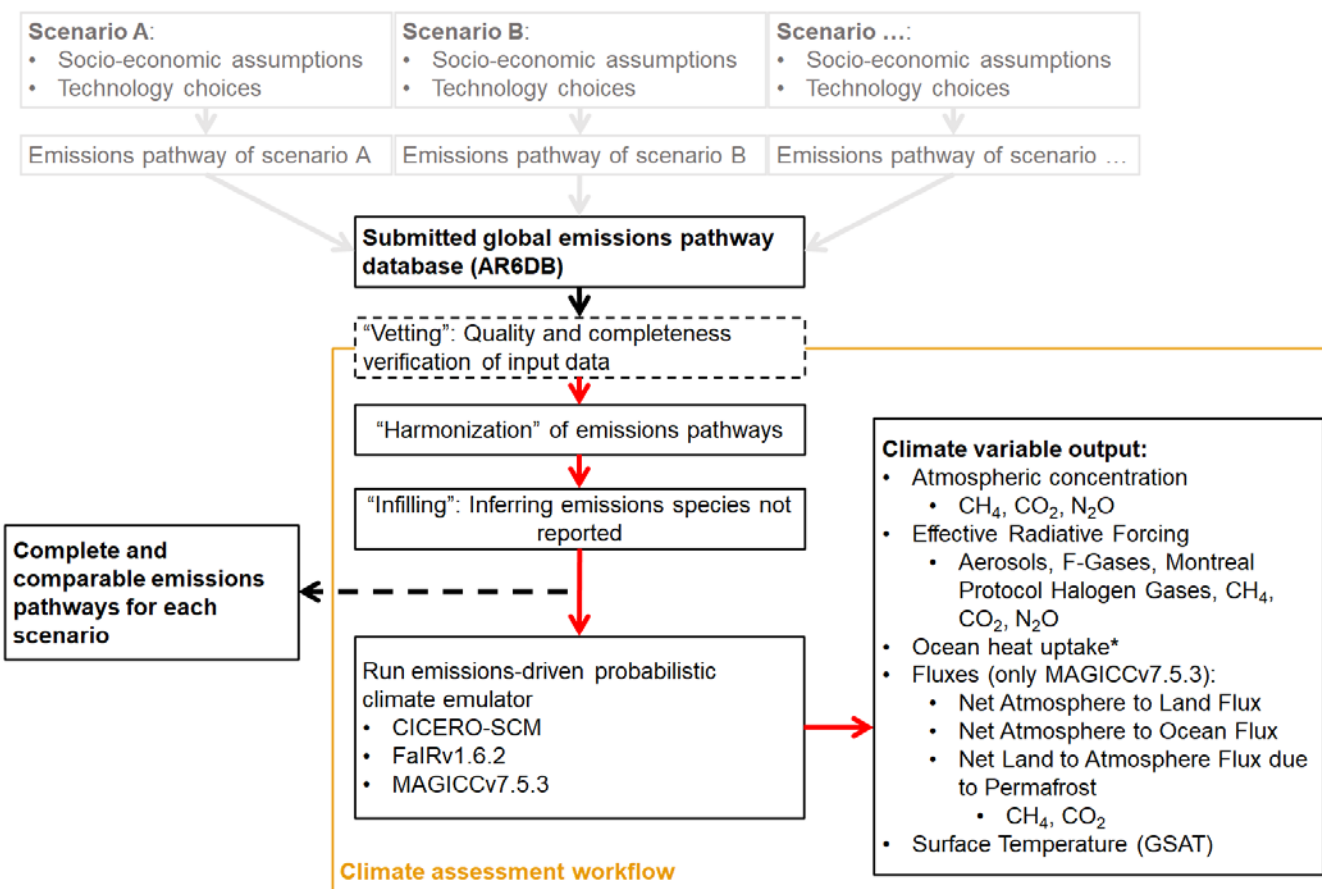 Scenario A:
• Socio-economic assumptions
• Technology choices
Scenario B:
• Socio-economic assumptions
• Technology choices
Scenario …:
• Socio-economic assumptions
• Technology choices
Emissions pathway of scenario A
Emissions pathway of scenario B
Emissions pathway of scenario …
Submitted global emissions pathway
database (AR6DB)
“Vetting”: Quality and completeness
verification of input data
“Harmonization” of emissions pathways
“Infilling”: Inferring emissions species not
reported
Complete and
comparable emissions
pathways for each
scenario
Run emissions-driven probabilistic
climate emulator
• CICERO-SCM
• FaIRv1.6.2
• MAGICCv7.5.3
Climate assessment workflow
Climate variable output:
• Atmospheric concentration
• CH₄, CO₂, N₂O
• Effective Radiative Forcing
• Aerosols, F-Gases, Montreal
Protocol Halogen Gases, CH₄,
CO₂, N₂O
• Ocean heat uptake*
• Fluxes (only MAGICCv7.5.3):
• Net Atmosphere to Land Flux
• Net Atmosphere to Ocean Flux
• Net Land to Atmosphere Flux due
to Permafrost
• CH₄, CO₂
• Surface Temperature (GSAT)